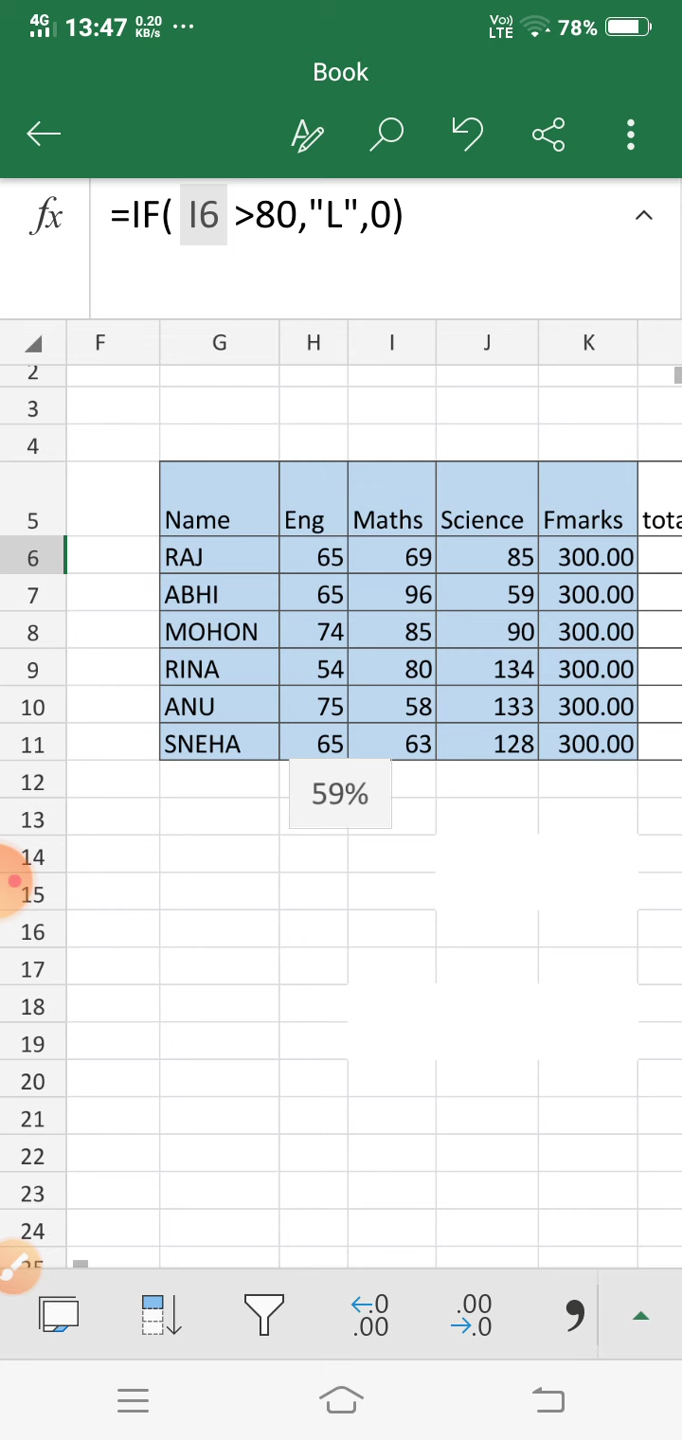 4G 13:47 0.20 KB/s ... Vo)) LTE 78%
Book
fx =IF( I6 >80,"L",0)
F G H I J K
2
3
4
5 Name Eng Maths Science Fmarks tota
6 RAJ 65 69 85 300.00
7 ABHI 65 96 59 300.00
8 MOHON 74 85 90 300.00
9 RINA 54 80 134 300.00
10 ANU 75 58 133 300.00
11 SNEHA 65 63 128 300.00
12
59%
13
14
15
16
17
18
19
20
21
22
23
24
25
←.0 .00 .00 →.0 ,